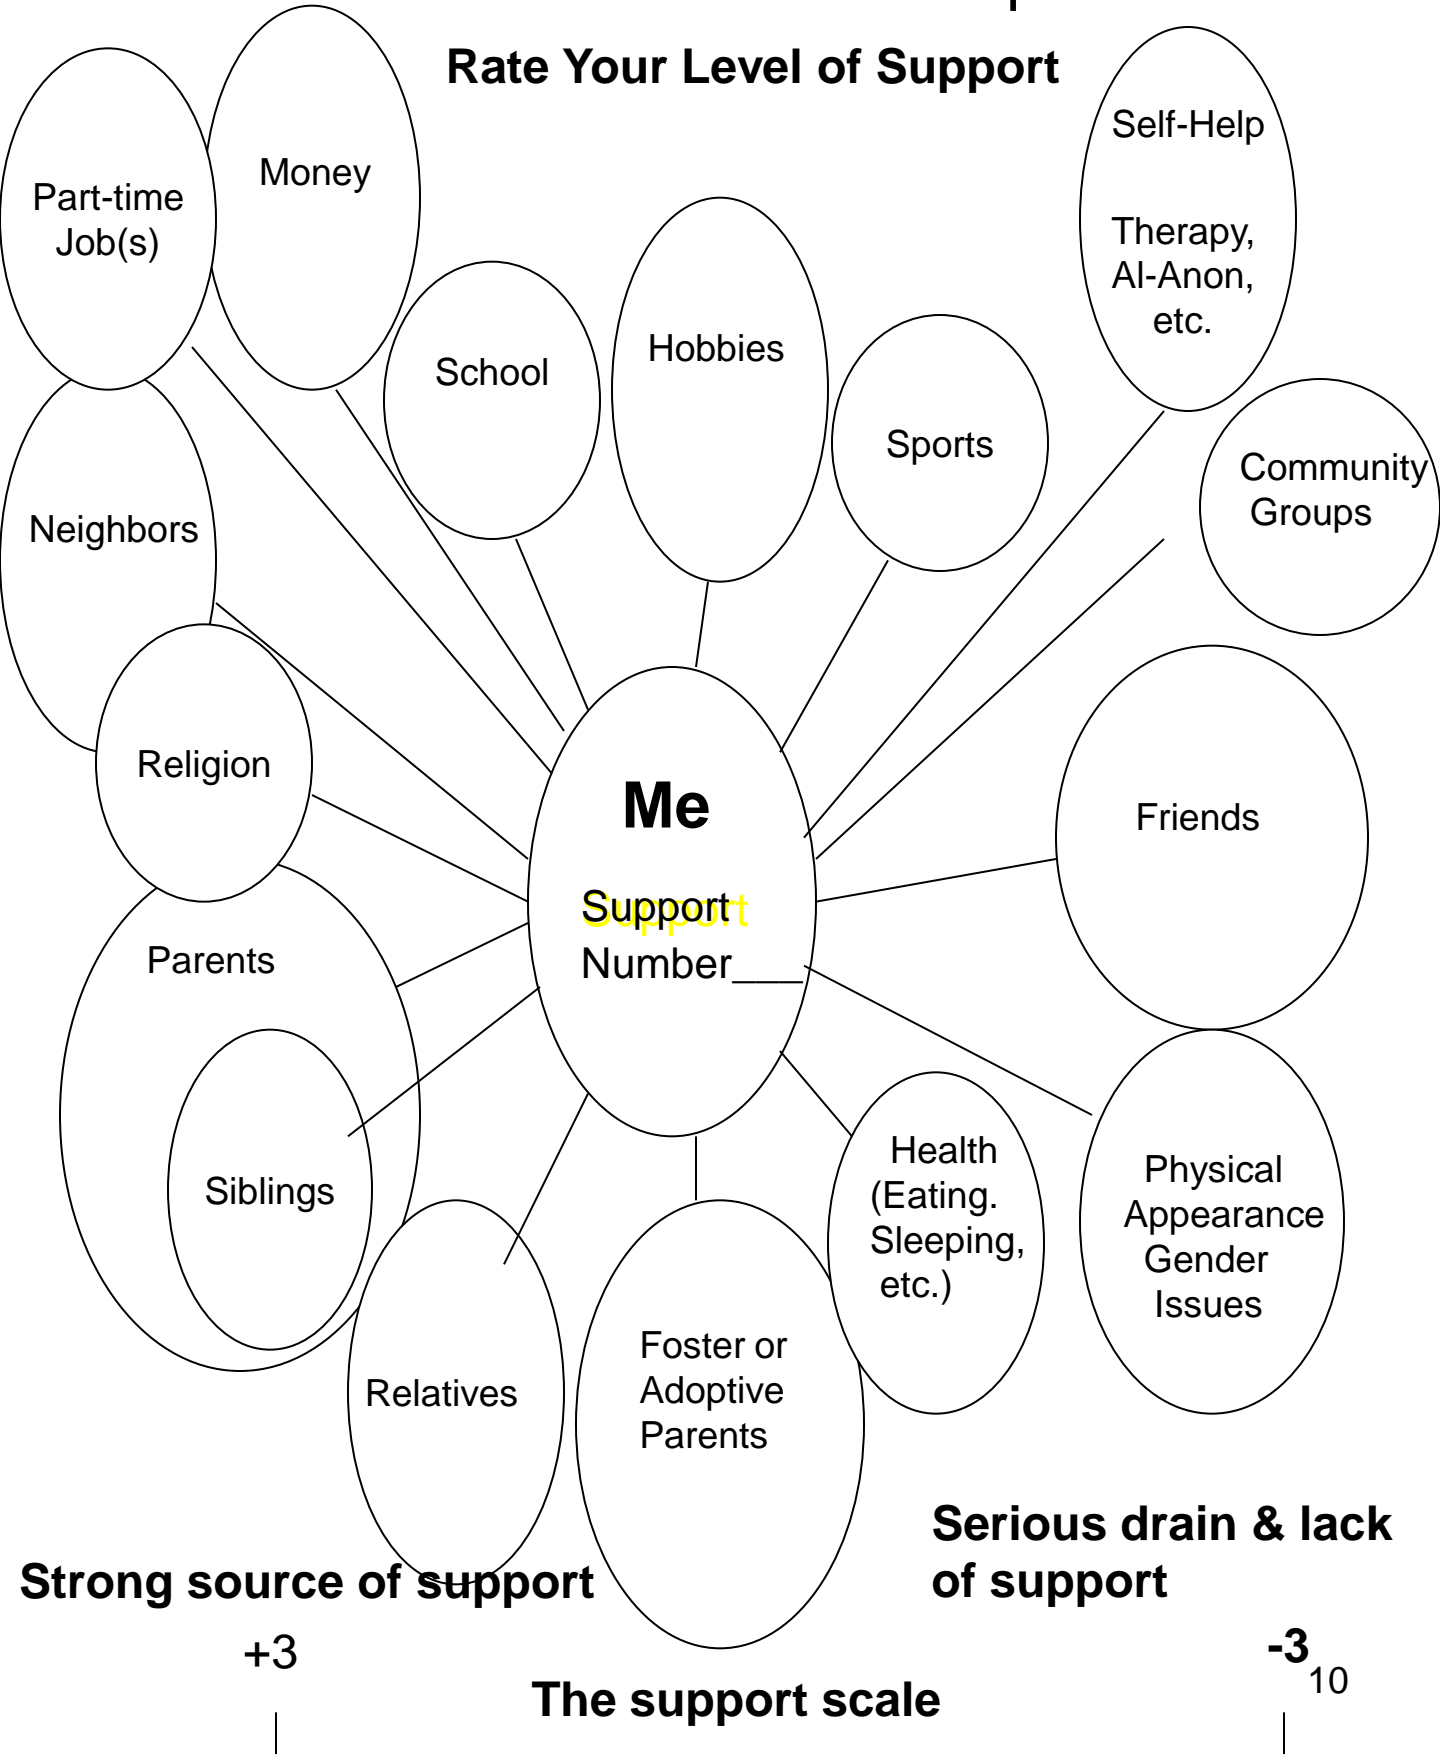 Rate Your Level of Support
Self-Help
Money
Part-time
Job(s)
Therapy,
Al-Anon,
etc.
Hobbies
School
Sports
Community
Groups
Neighbors
Religion
Me
Friends
Support
Support
Number___
Parents
Health
(Eating.
Sleeping,
etc.)
Physical
Appearance
Gender
Issues
Siblings
Foster or
Adoptive
Parents
Relatives
Serious drain & lack
of support
Strong source of support
+3
-3
10
The support scale